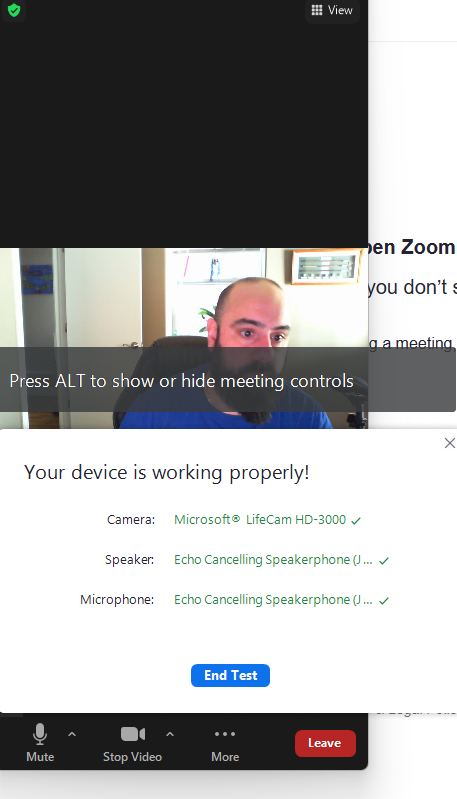 View
pen Zoom
you don't s
g a meeting,
Press ALT to show or hide meeting controls
Your device is working properly!
Camera: Microsoft® LifeCam HD-3000
Speaker: Echo Cancelling Speakerphone (J...
Microphone: Echo Cancelling Speakerphone (J...
End Test
Mute
Stop Video
More
Leave